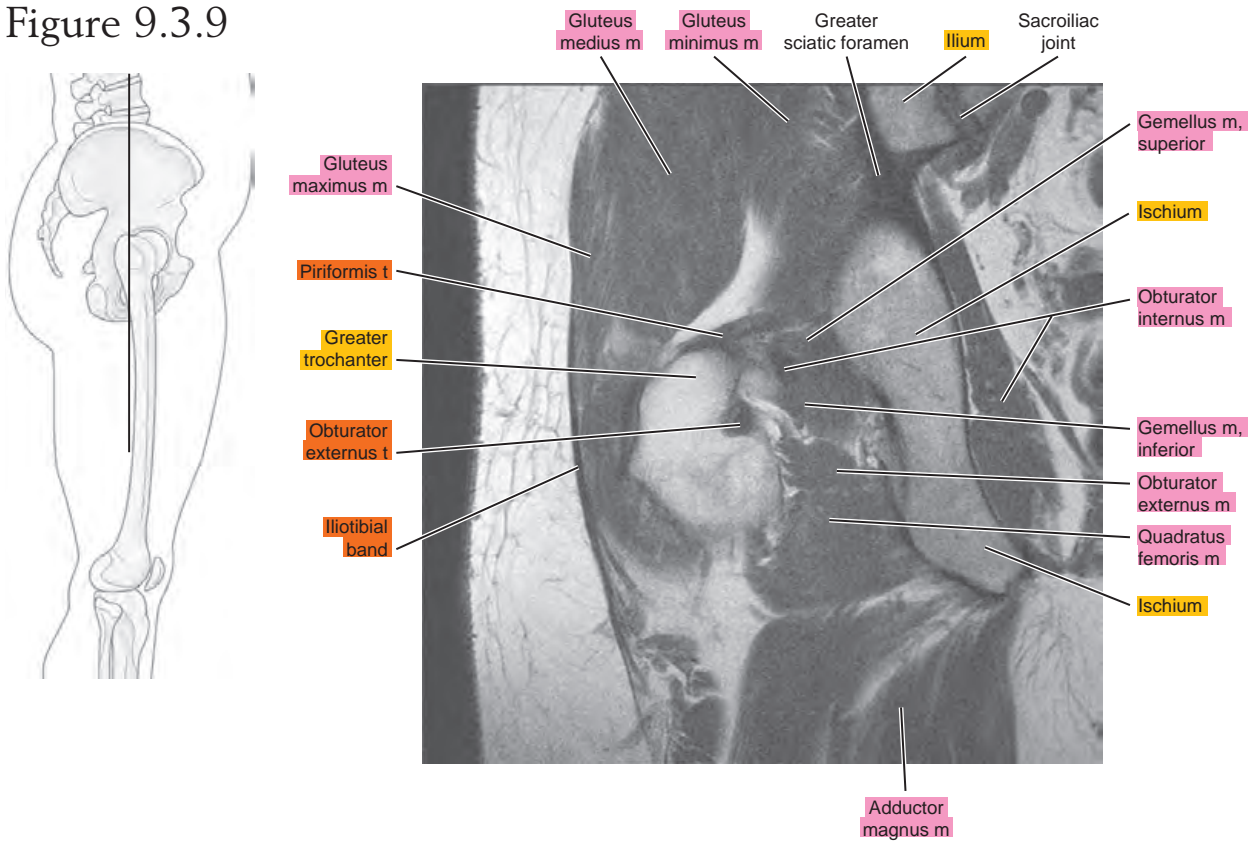 Figure 9.3.9
Gluteus
medius m
Gluteus
minimus m
Greater
sciatic foramen
Ilium
Sacroiliac
joint
Gluteus
maximus m
Piriformis t
Greater
trochanter
Obturator
externus t
Iliotibial
band
Gemellus m,
superior
Ischium
Obturator
internus m
Gemellus m,
inferior
Obturator
externus m
Quadratus
femoris m
Ischium
Adductor
magnus m